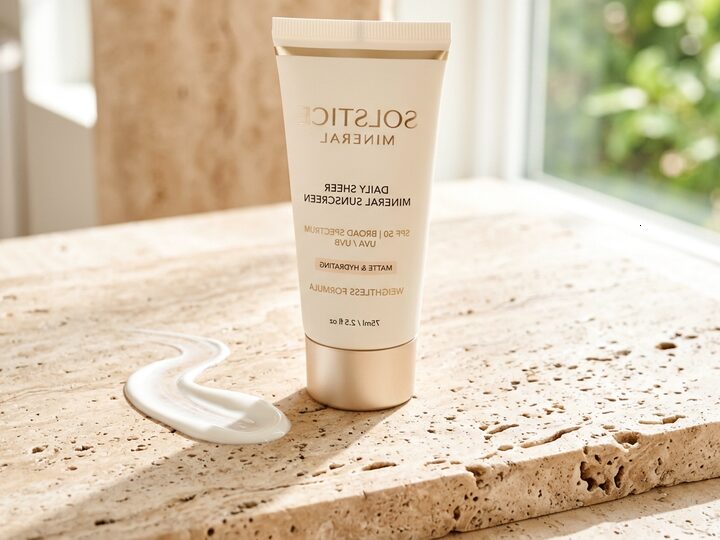 SOLSTICE
MINERAL
DAILY SHEER
MINERAL SUNSCREEN
SPF 50 | BROAD SPECTRUM
UVA / UVB
MATTE & HYDRATING
WEIGHTLESS FORMULA
75ml / 2.5 fl oz